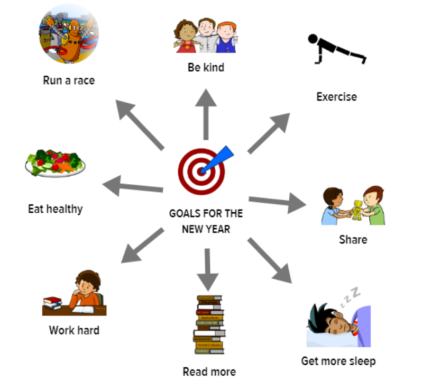 Be kind
Run a race
Exercise
Eat healthy
GOALS FOR THE
NEW YEAR
Share
Work hard
Read more
Get more sleep